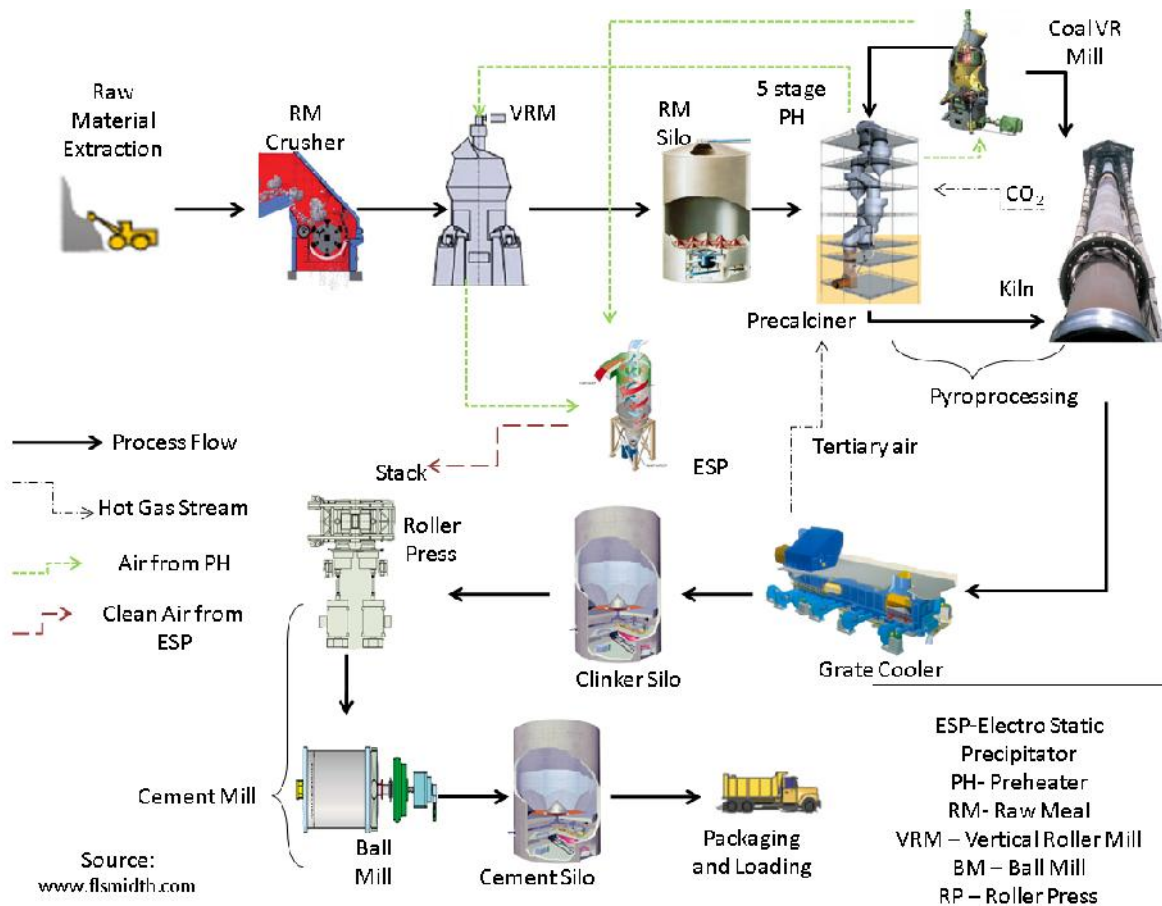 Raw
Material
Extraction
RM
Crusher
VRM
RM
Silo
5 stage
PH
Coal VR
Mill
CO₂
Kiln
Precalciner
Pyroprocessing
Process Flow
Hot Gas Stream
Air from PH
Clean Air from
ESP
Stack
ESP
Tertiary air
Roller
Press
Clinker Silo
Grate Cooler
Cement Mill
Ball
Mill
Cement Silo
Packaging
and Loading
Source:
www.flsmidth.com
ESP-Electro Static
Precipitator
PH- Preheater
RM- Raw Meal
VRM – Vertical Roller Mill
BM – Ball Mill
RP – Roller Press